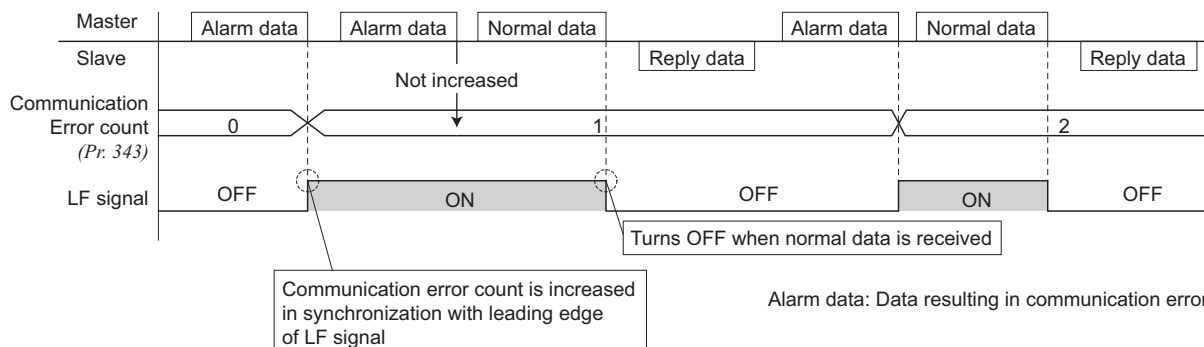 Master
Alarm data
Alarm data
Normal data
Alarm data
Normal data
Slave
Reply data
Reply data
Not increased
Communication
Error count
(Pr. 343)
0
1
2
LF signal
OFF
ON
OFF
ON
OFF
Turns OFF when normal data is received
Communication error count is increased
in synchronization with leading edge
of LF signal
Alarm data: Data resulting in communication error